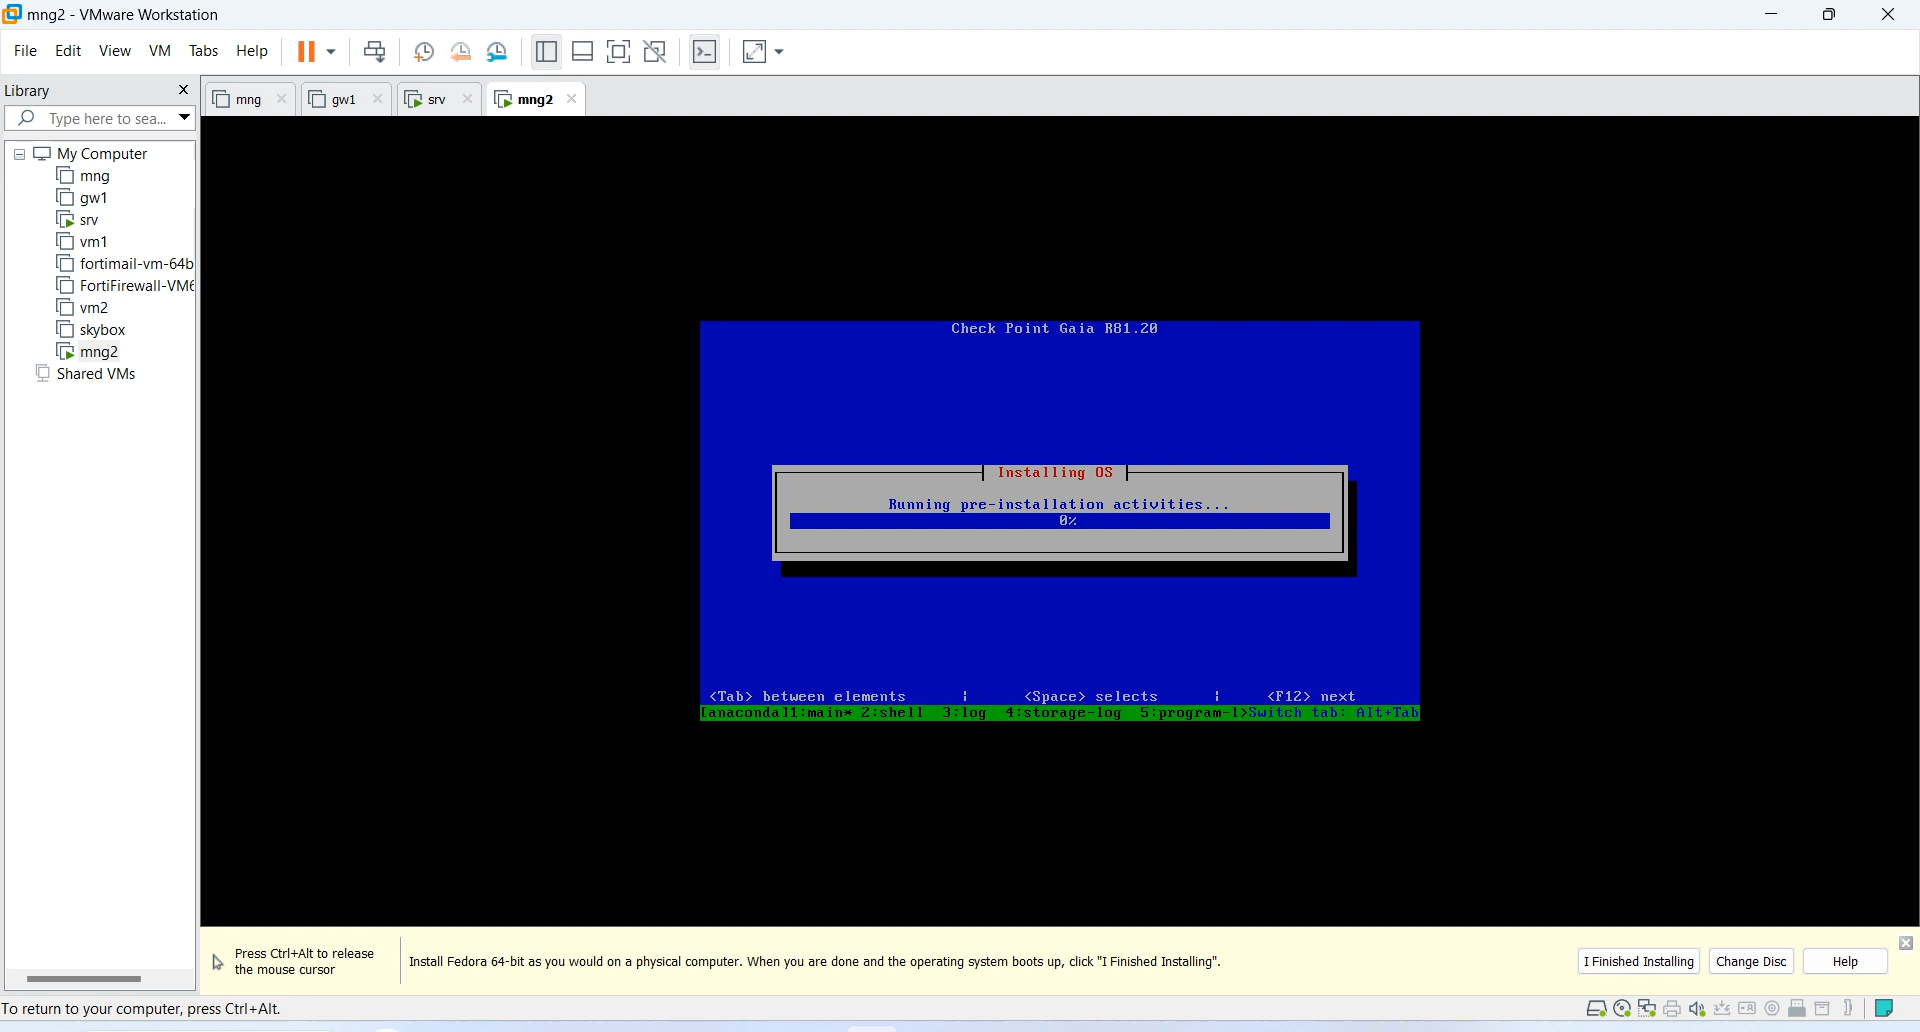 mng2 - VMware Workstation
File Edit View VM Tabs Help
Library
Type here to sea...
mng gw1 srv mng2
My Computer
mng
gw1
srv
vm1
fortimail-vm-64b
FortiFirewall-VM6
vm2
skybox
mng2
Shared VMs
Check Point Gaia R81.20
Installing OS
Running pre-installation activities...
0%
<Tab> between elements | <Space> selects | <F12> next
[anaconda]1:main* 2:shell 3:log 4:storage-log 5:program-l>Switch tab: Alt+Tab
Press Ctrl+Alt to release
the mouse cursor
Install Fedora 64-bit as you would on a physical computer. When you are done and the operating system boots up, click "I Finished Installing".
I Finished Installing Change Disc Help
To return to your computer, press Ctrl+Alt.